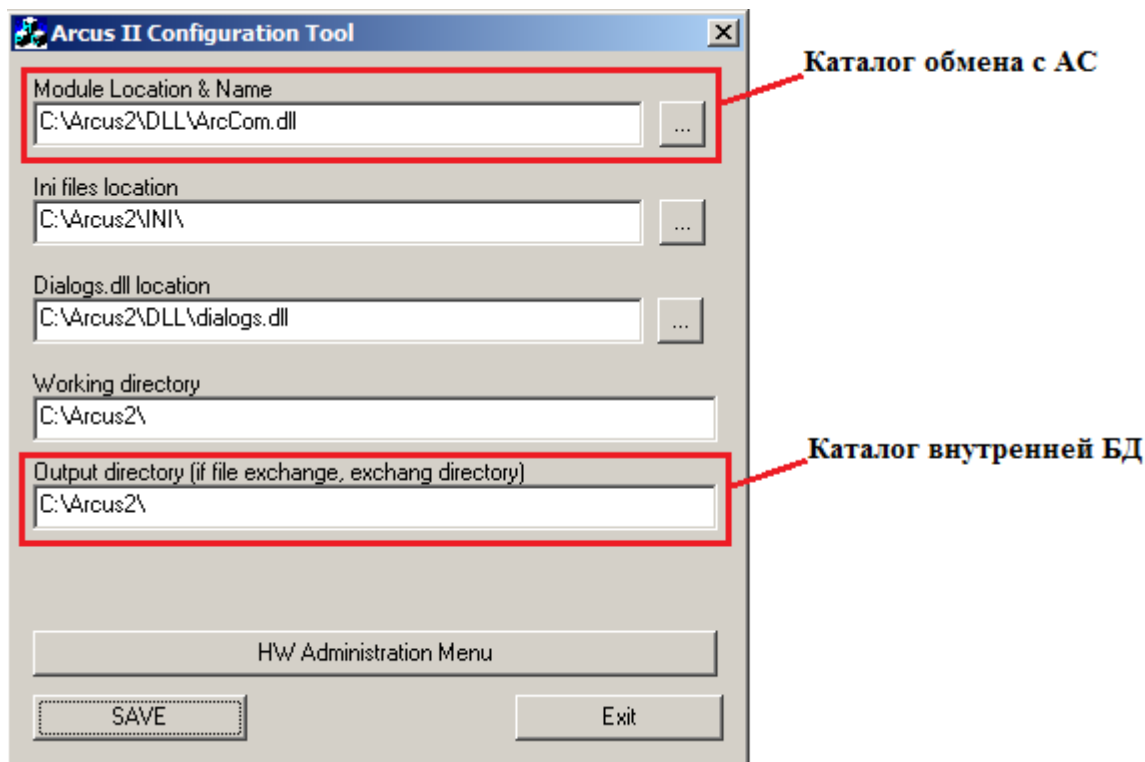 Arcus II Configuration Tool
Каталог обмена с АС
Module Location & Name
C:\Arcus2\DLL\ArcCom.dll
...
Ini files location
C:\Arcus2\INI\
...
Dialogs.dll location
C:\Arcus2\DLL\dialogs.dll
...
Working directory
C:\Arcus2\
Каталог внутренней БД
Output directory (if file exchange, exchang directory)
C:\Arcus2\
HW Administration Menu
SAVE
Exit